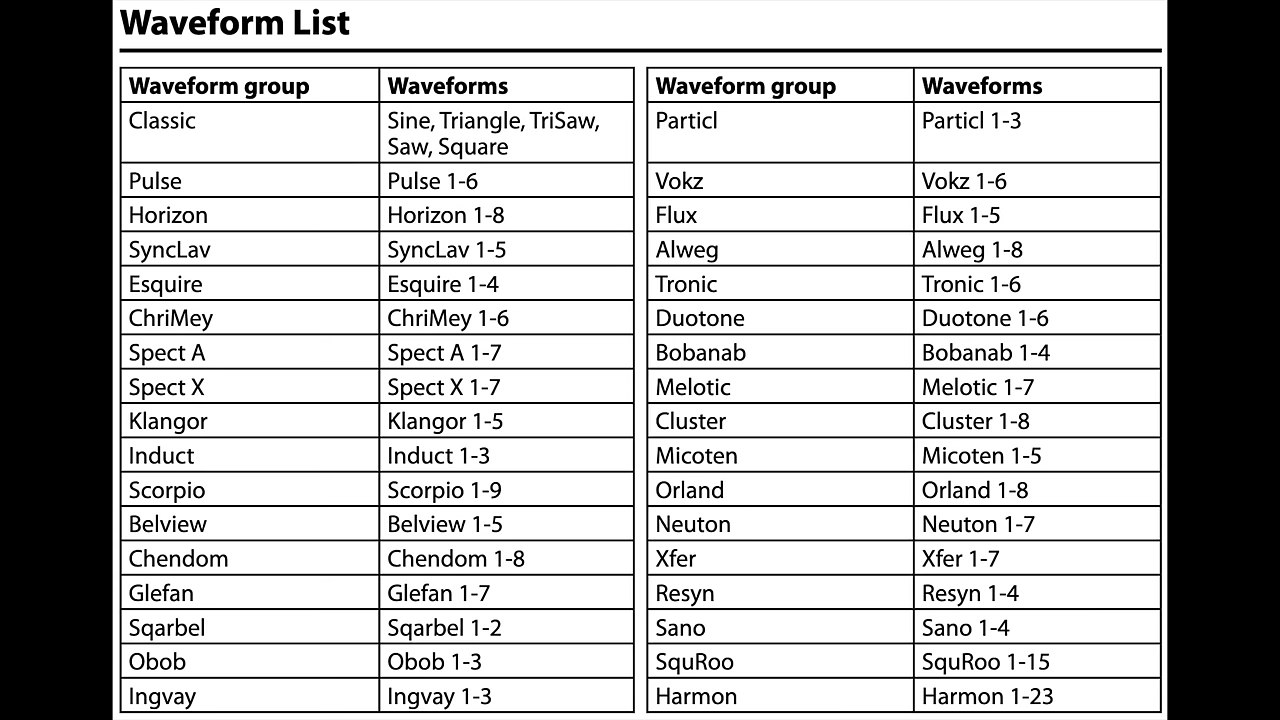 Waveform List
Waveform group Waveforms
Classic Sine, Triangle, TriSaw,
Saw, Square
Pulse Pulse 1-6
Horizon Horizon 1-8
SyncLav SyncLav 1-5
Esquire Esquire 1-4
ChriMey ChriMey 1-6
Spect A Spect A 1-7
Spect X Spect X 1-7
Klangor Klangor 1-5
Induct Induct 1-3
Scorpio Scorpio 1-9
Belview Belview 1-5
Chendom Chendom 1-8
Glefan Glefan 1-7
Sqarbel Sqarbel 1-2
Obob Obob 1-3
Ingvay Ingvay 1-3
Waveform group Waveforms
Particl Particl 1-3
Vokz Vokz 1-6
Flux Flux 1-5
Alweg Alweg 1-8
Tronic Tronic 1-6
Duotone Duotone 1-6
Bobanab Bobanab 1-4
Melotic Melotic 1-7
Cluster Cluster 1-8
Micoten Micoten 1-5
Orland Orland 1-8
Neuton Neuton 1-7
Xfer Xfer 1-7
Resyn Resyn 1-4
Sano Sano 1-4
SquRoo SquRoo 1-15
Harmon Harmon 1-23